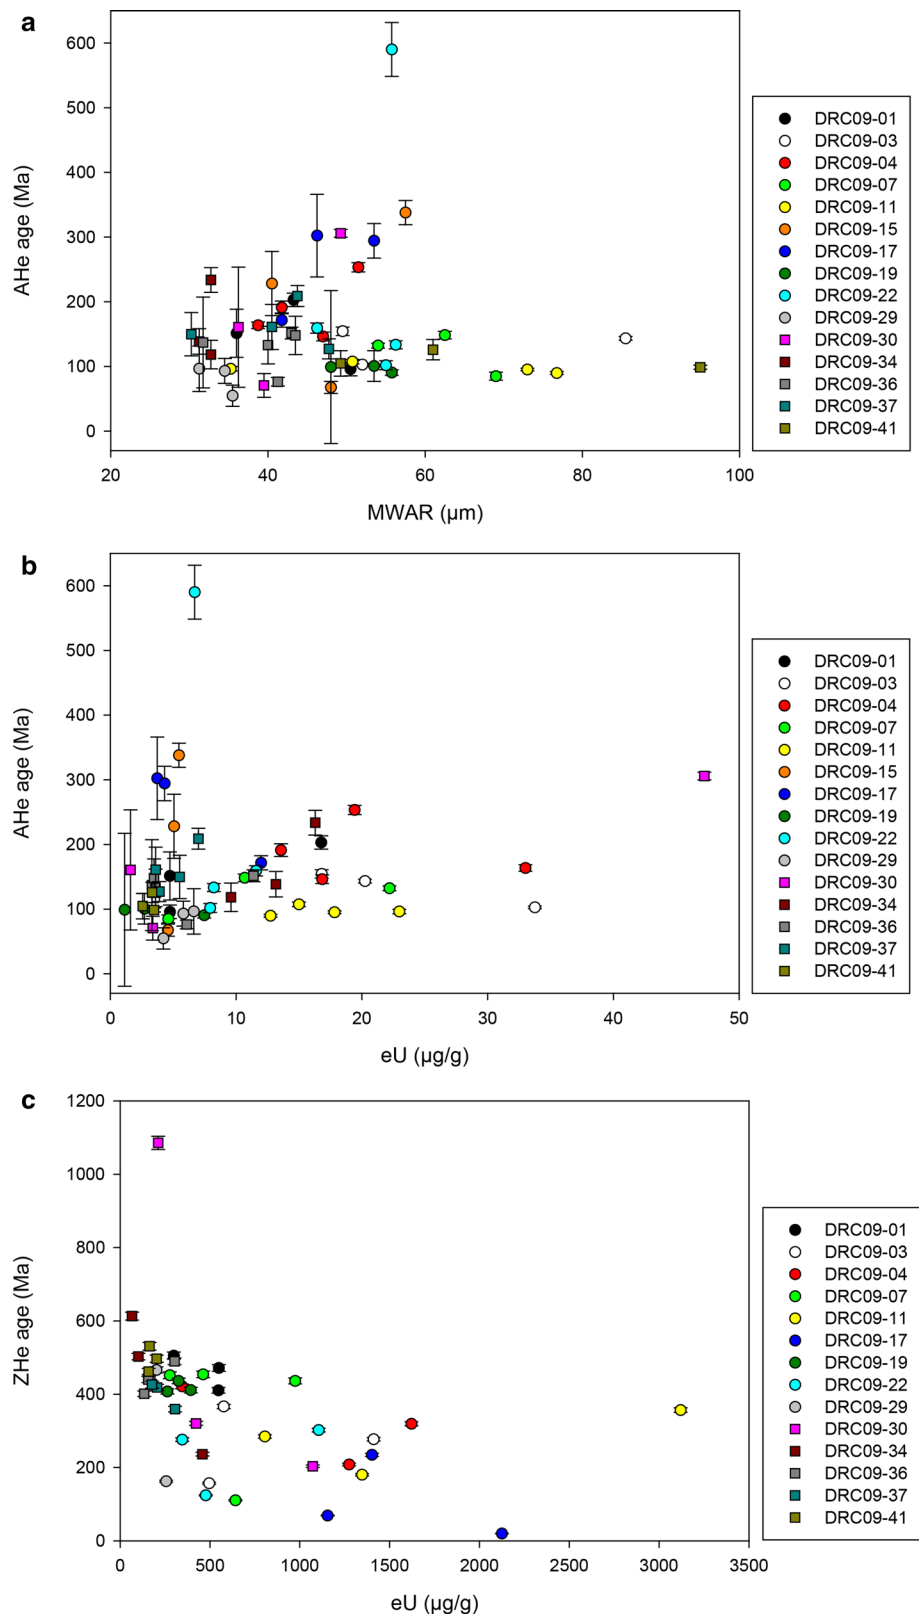 a
AHe age (Ma)
600
500
400
300
200
100
0
20 40 60 80 100
MWAR (µm)
DRC09-01
DRC09-03
DRC09-04
DRC09-07
DRC09-11
DRC09-15
DRC09-17
DRC09-19
DRC09-22
DRC09-29
DRC09-30
DRC09-34
DRC09-36
DRC09-37
DRC09-41
b
AHe age (Ma)
600
500
400
300
200
100
0
0 10 20 30 40 50
eU (µg/g)
DRC09-01
DRC09-03
DRC09-04
DRC09-07
DRC09-11
DRC09-15
DRC09-17
DRC09-19
DRC09-22
DRC09-29
DRC09-30
DRC09-34
DRC09-36
DRC09-37
DRC09-41
c
ZHe age (Ma)
1200
1000
800
600
400
200
0
0 500 1000 1500 2000 2500 3000 3500
eU (µg/g)
DRC09-01
DRC09-03
DRC09-04
DRC09-07
DRC09-11
DRC09-17
DRC09-19
DRC09-22
DRC09-29
DRC09-30
DRC09-34
DRC09-36
DRC09-37
DRC09-41